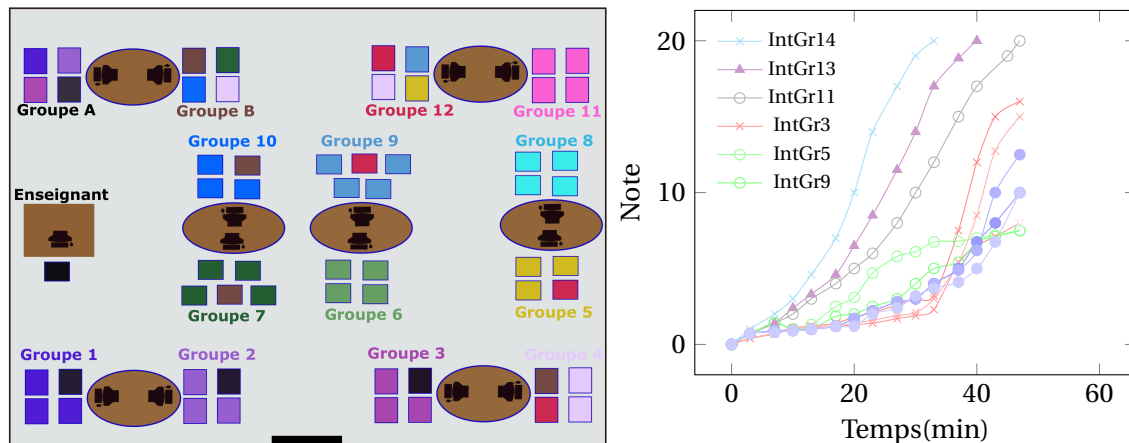 Groupe A
Groupe B
Groupe 12
Groupe 11
Groupe 10
Groupe 9
Groupe 8
Enseignant
Groupe 7
Groupe 6
Groupe 5
Groupe 1
Groupe 2
Groupe 3
Groupe 4
Note
20
10
0
IntGr14
IntGr13
IntGr11
IntGr3
IntGr5
IntGr9
0 20 40 60
Temps(min)